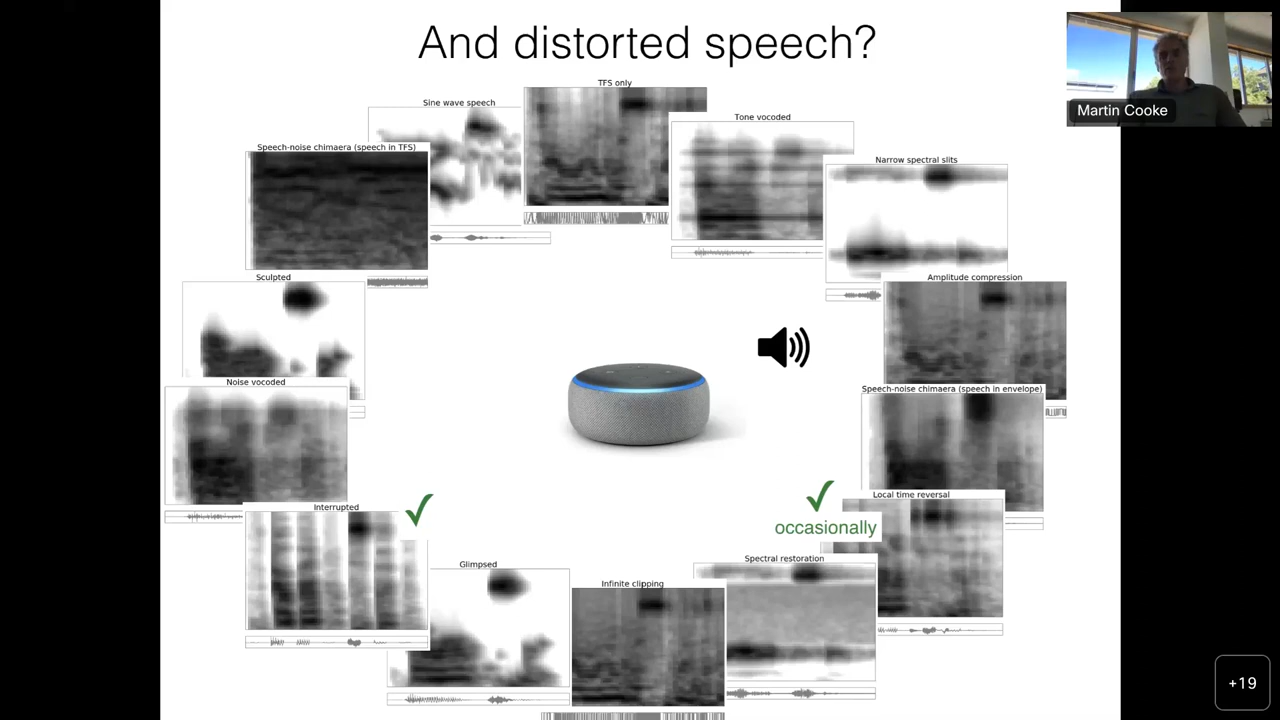 And distorted speech?
Martin Cooke
TFS only
Sine wave speech
Tone vocoded
Speech-noise chimaera (speech in TFS)
Narrow spectral slits
Sculpted
Amplitude compression
Noise vocoded
Speech-noise chimaera (speech in envelope)
Interrupted
Local time reversal
occasionally
Glimpsed
Spectral restoration
Infinite clipping
+19